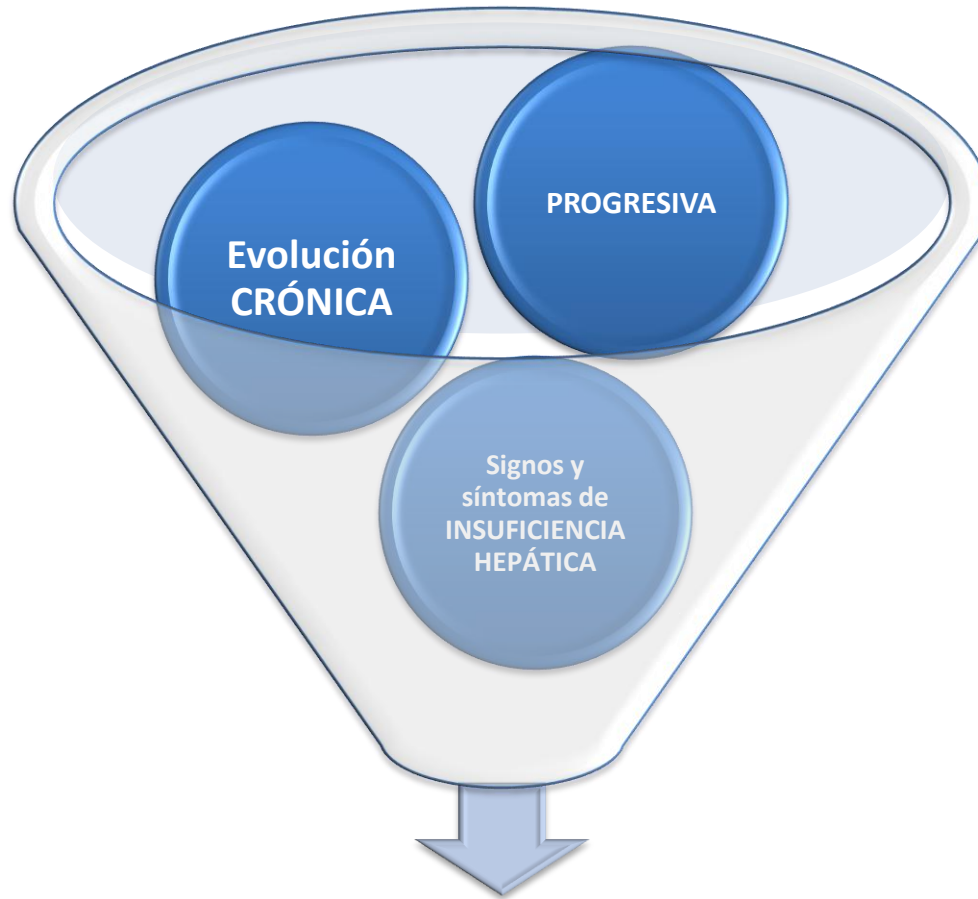 PROGRESIVA
Evolución
CRÓNICA
Signos y
síntomas de
INSUFICIENCIA
HEPÁTICA